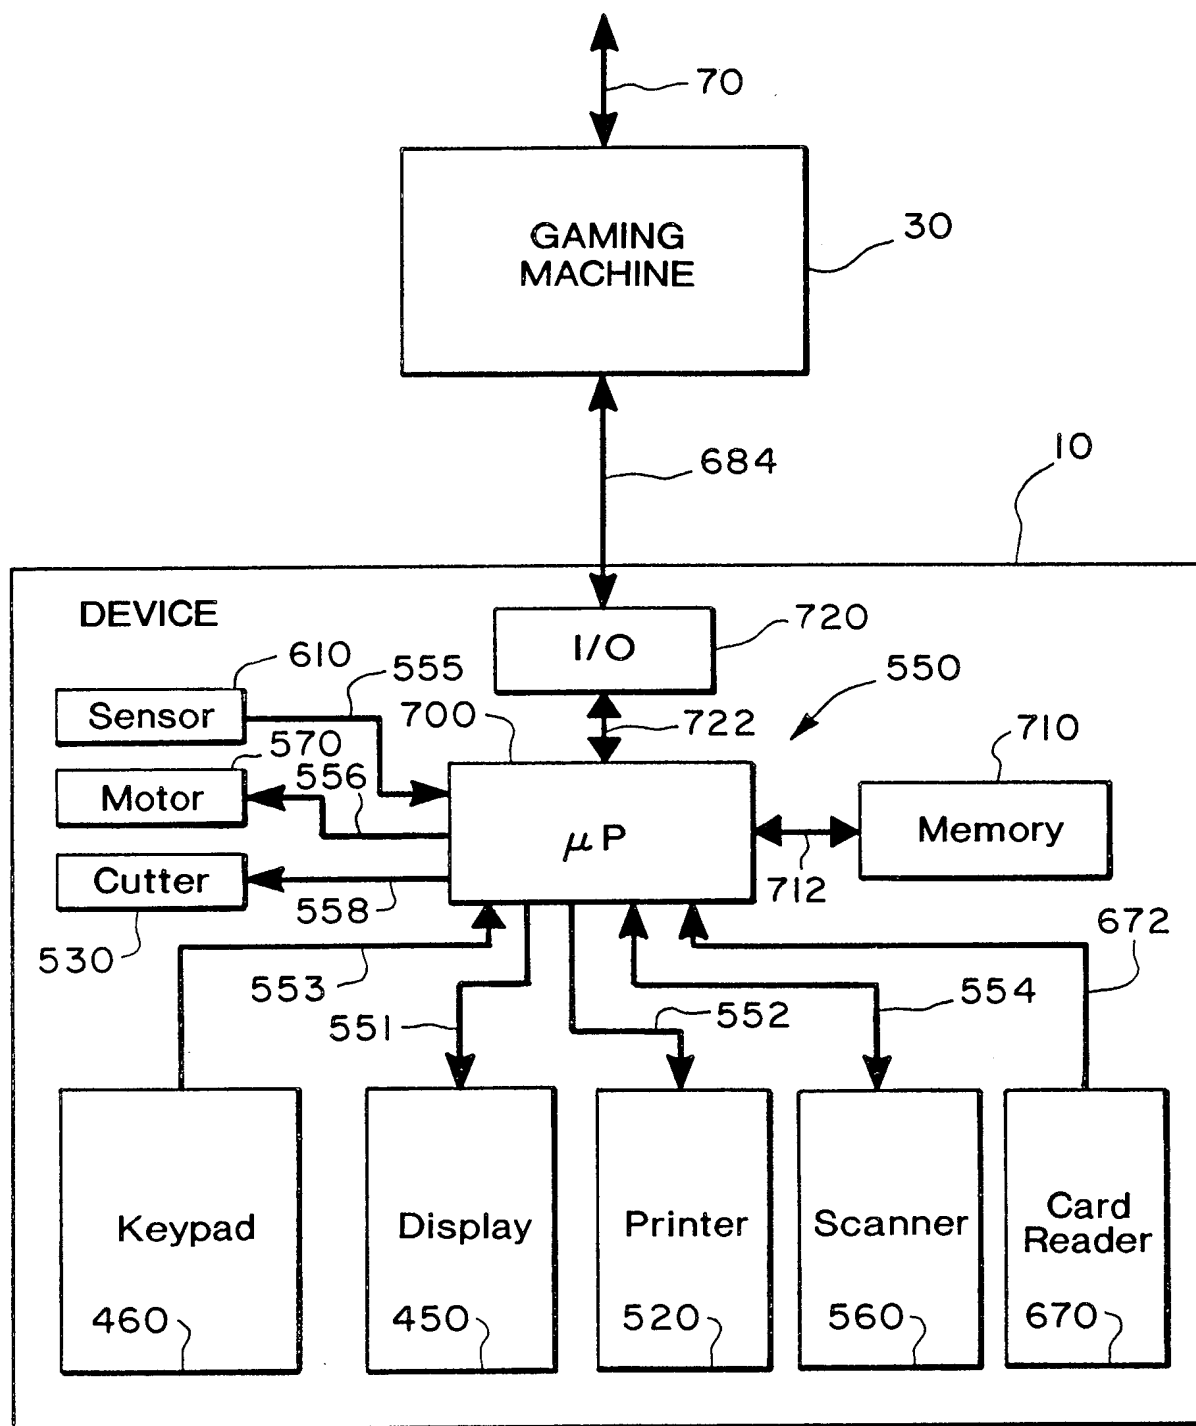 70
GAMING
MACHINE
30
684
10
DEVICE
I/O
720
610
555
550
Sensor
700
722
710
570
556
Motor
μP
Memory
712
Cutter
558
530
553
672
554
551
552
Keypad
Display
Printer
Scanner
Card
Reader
460
450
520
560
670